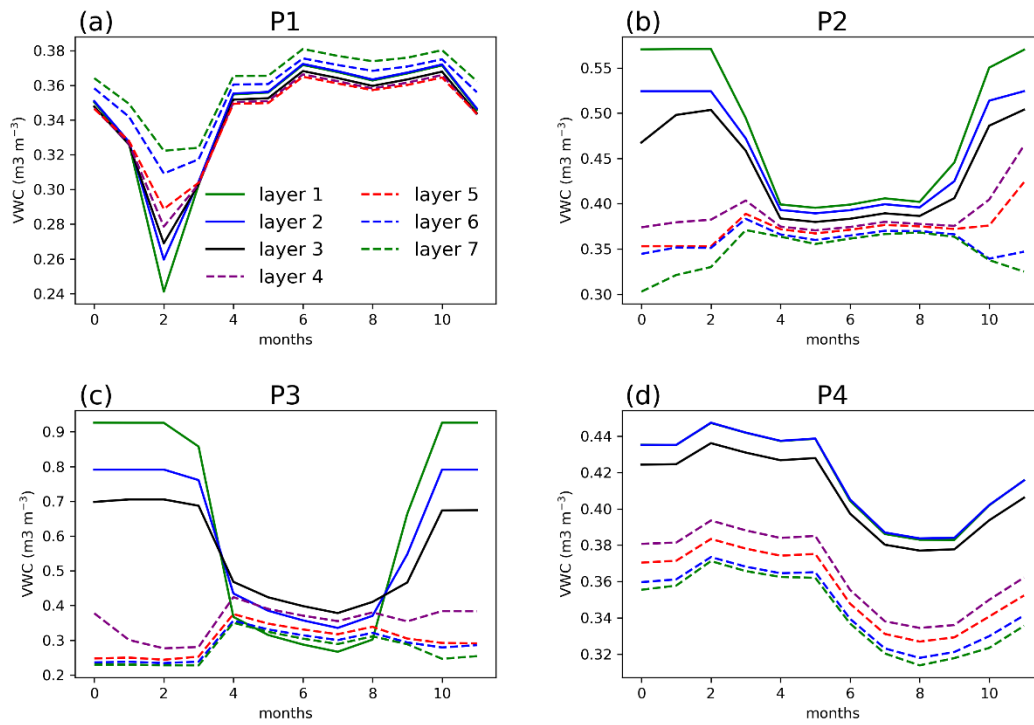 (a) P1
VWC (m3 m⁻³)
0.38
0.36
0.34
0.32
0.30
0.28
0.26
0.24
layer 1
layer 2
layer 3
layer 4
layer 5
layer 6
layer 7
0 2 4 6 8 10
months
(b) P2
VWC (m3 m⁻³)
0.55
0.50
0.45
0.40
0.35
0.30
0 2 4 6 8 10
months
(c) P3
VWC (m3 m⁻³)
0.9
0.8
0.7
0.6
0.5
0.4
0.3
0.2
0 2 4 6 8 10
months
(d) P4
VWC (m3 m⁻³)
0.44
0.42
0.40
0.38
0.36
0.34
0.32
0 2 4 6 8 10
months